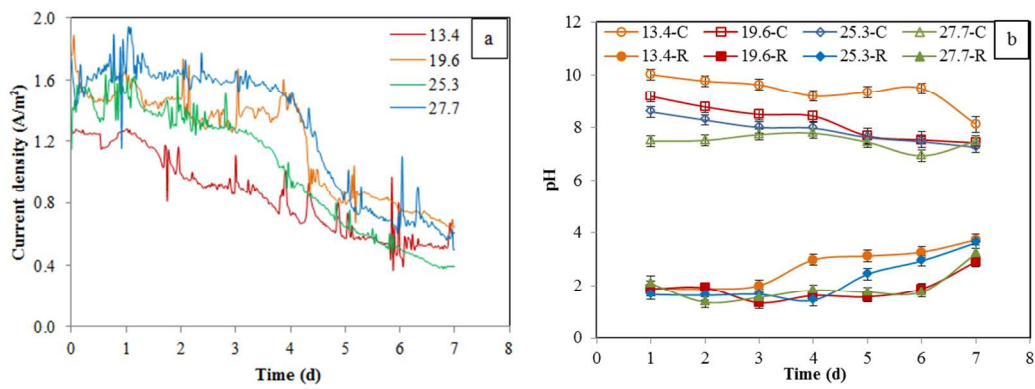 a
2.0
1.6
1.2
0.8
0.4
0.0
Current density (A/m²)
13.4
19.6
25.3
27.7
0 1 2 3 4 5 6 7 8
Time (d)
b
12
10
8
6
4
2
0
pH
13.4-C 19.6-C 25.3-C 27.7-C
13.4-R 19.6-R 25.3-R 27.7-R
0 1 2 3 4 5 6 7 8
Time (d)